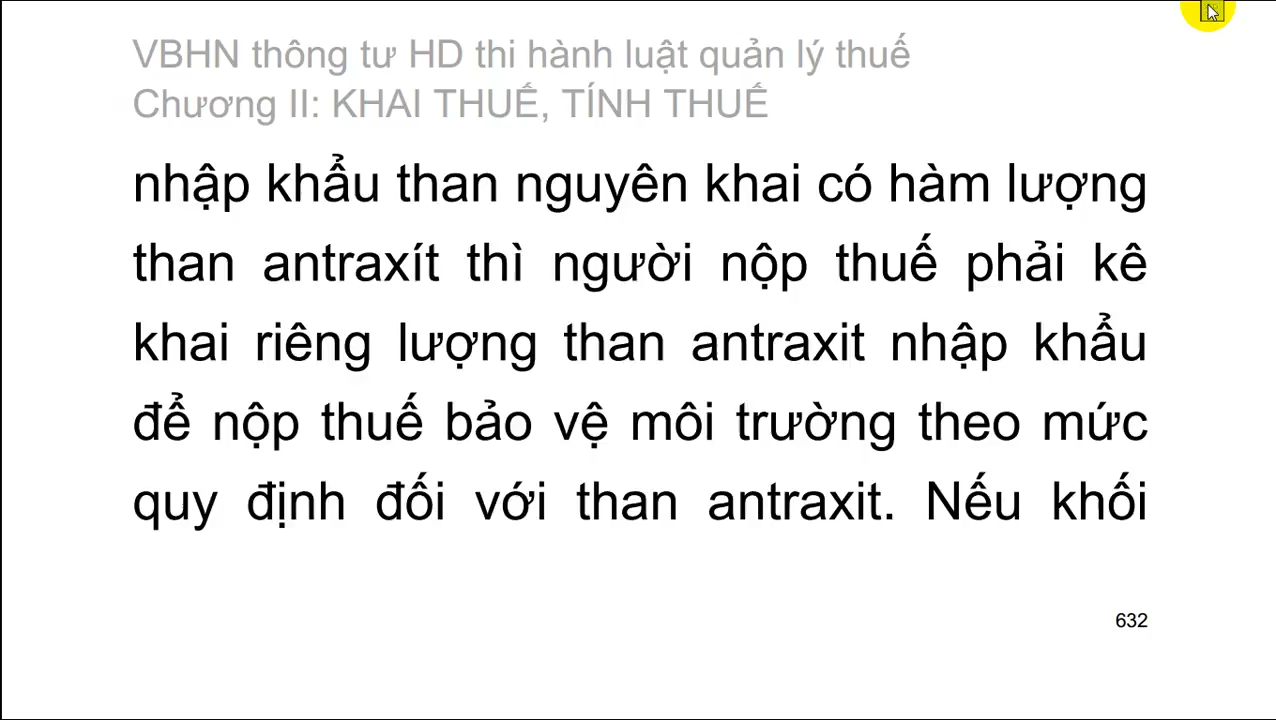 VBHN thông tư HD thi hành luật quản lý thuế
Chương II: KHAI THUẾ, TÍNH THUẾ
nhập khẩu than nguyên khai có hàm lượng
than antraxít thì người nộp thuế phải kê
khai riêng lượng than antraxit nhập khẩu
để nộp thuế bảo vệ môi trường theo mức
quy định đối với than antraxit. Nếu khối
632